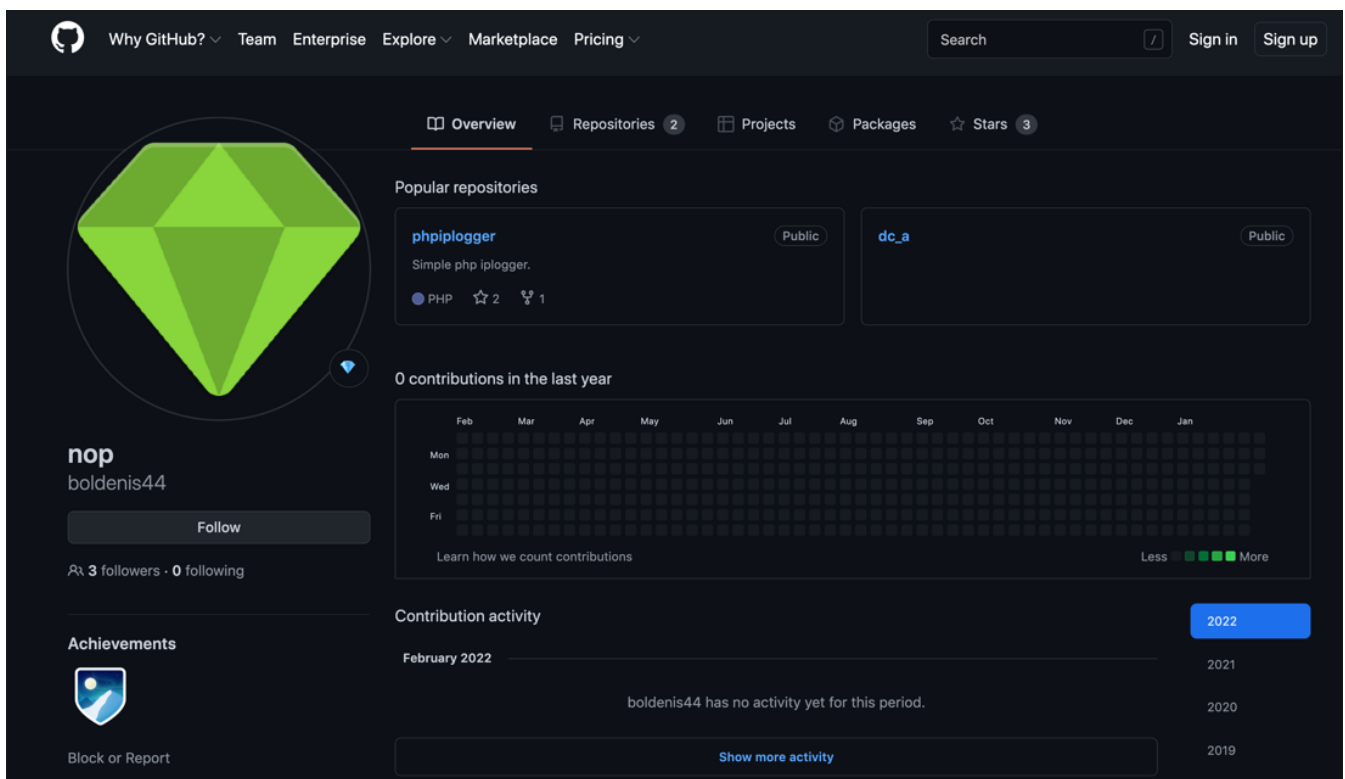 Why GitHub? Team Enterprise Explore Marketplace Pricing Search / Sign in Sign up
Overview Repositories 2 Projects Packages Stars 3
Popular repositories
phpiplogger Public
Simple php iplogger.
PHP 2 1
dc_a Public
0 contributions in the last year
Feb Mar Apr May Jun Jul Aug Sep Oct Nov Dec Jan
Mon
Wed
Fri
Learn how we count contributions Less More
nop
boldenis44
Follow
3 followers · 0 following
Achievements
Block or Report
Contribution activity
February 2022
boldenis44 has no activity yet for this period.
Show more activity
2022
2021
2020
2019